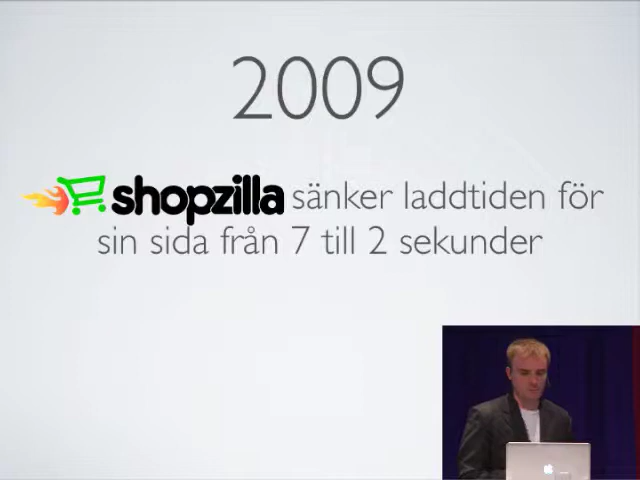 2009
shopzilla sänker laddtiden för
sin sida från 7 till 2 sekunder